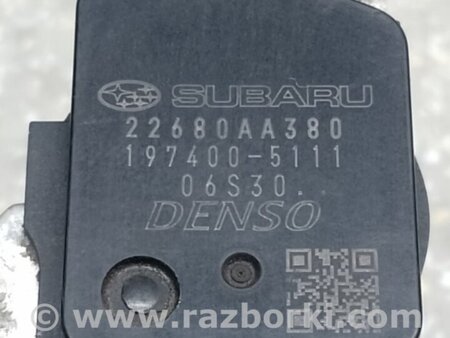 SUBARU
22680AA380
197400-5111
06S30.
DENSO
©-www.razborki.com